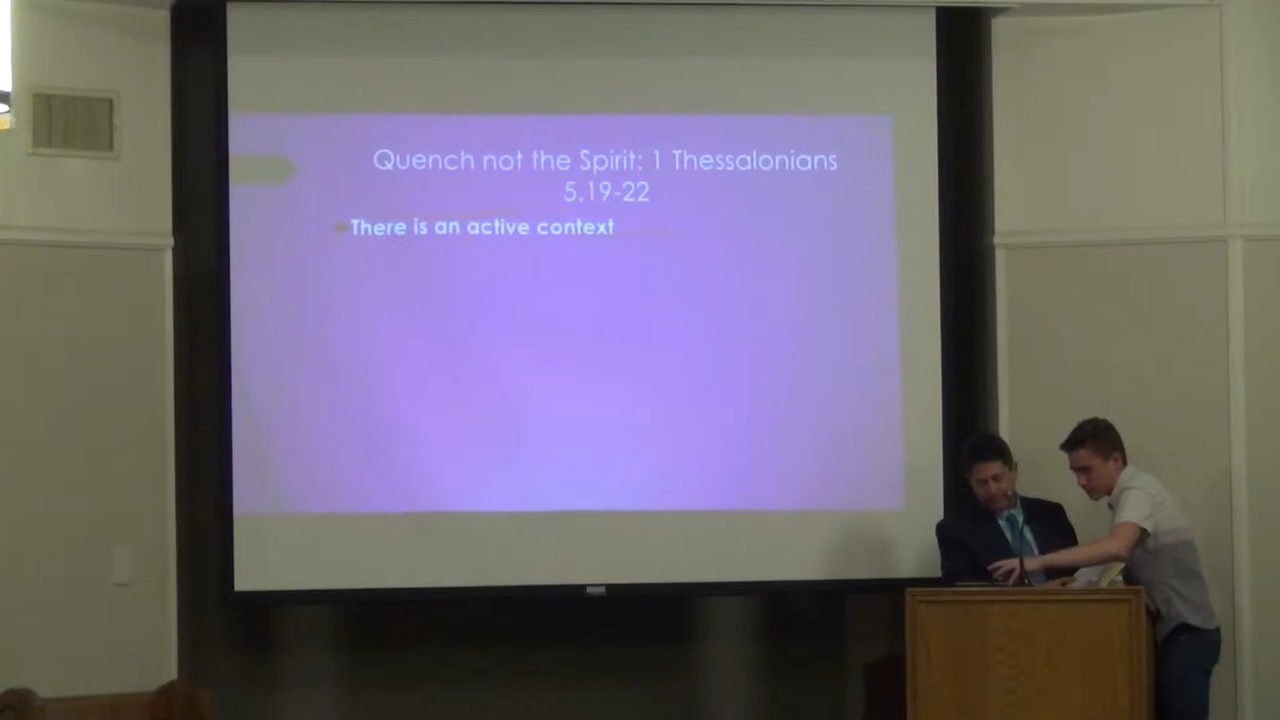 Quench not the Spirit: 1 Thessalonians
5.19-22
There is an active context